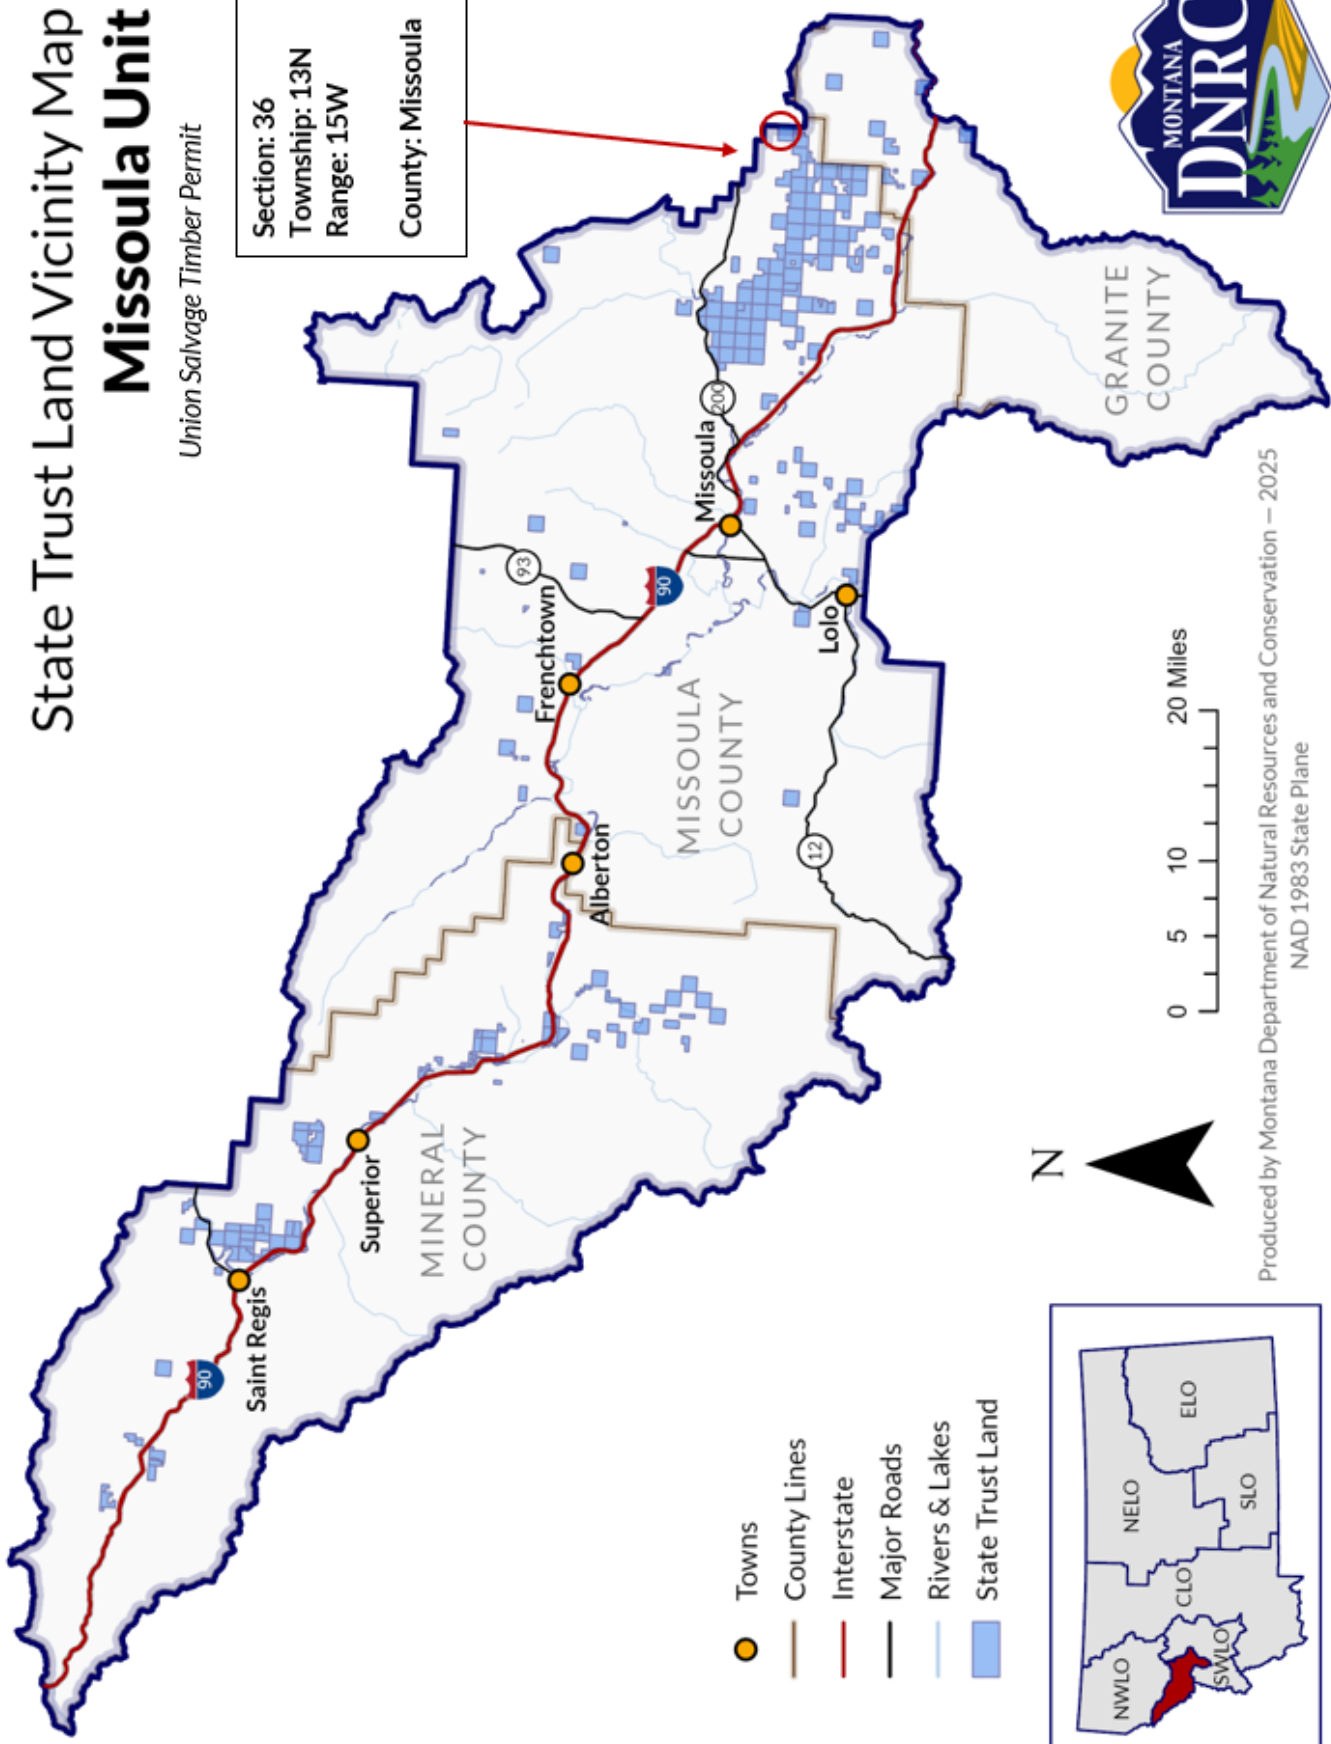 State Trust Land Vicinity Map
Missoula Unit
Union Salvage Timber Permit
Section: 36
Township: 13N
Range: 15W
County: Missoula
MONTANA
DNRC
90
Saint Regis
Superior
MINERAL
COUNTY
Alberton
Frenchtown
93
90
Missoula
200
Lolo
12
MISSOULA
COUNTY
GRANITE
COUNTY
Towns
County Lines
Interstate
Major Roads
Rivers & Lakes
State Trust Land
N
0 5 10 20 Miles
Produced by Montana Department of Natural Resources and Conservation – 2025
NAD 1983 State Plane
NWLO
SWLO
CLO
NELO
SLO
ELO